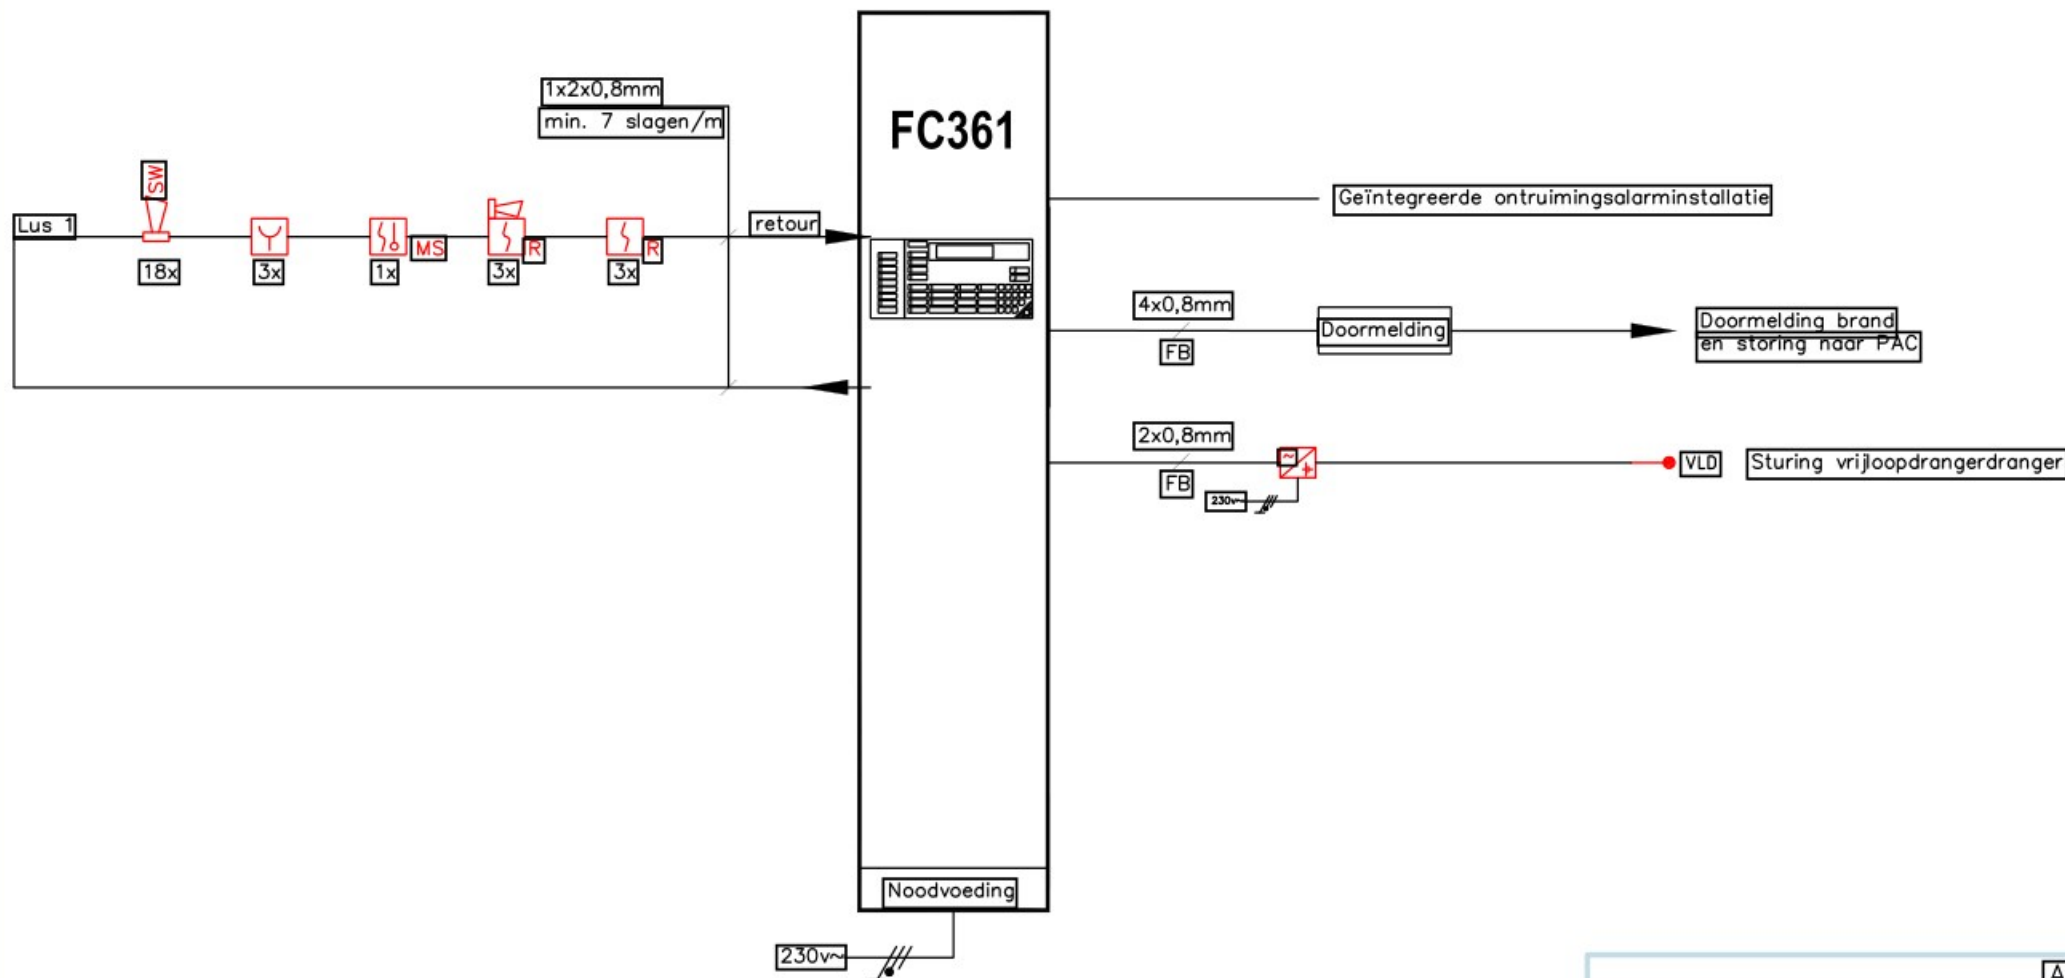 1x2x0,8mm
min. 7 slagen/m
FC361
SW
Lus 1
retour
MS
R
R
18x
3x
1x
3x
3x
Geïntegreerde ontruimingsalarminstallatie
4x0,8mm
FB
Doormelding
Doormelding brand
en storing naar PAC
2x0,8mm
FB
~
230v~
VLD
Sturing vrijloopdrangerdranger
Noodvoeding
230v~
A